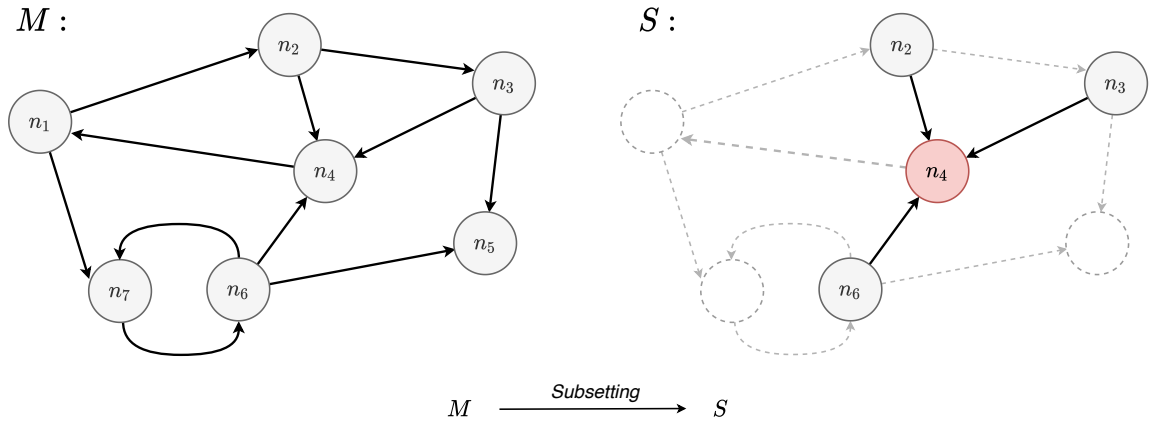 M :
S :
n₂
n₃
n₁
n₄
n₅
n₇
n₆
n₂
n₃
n₄
n₆
Subsetting
M
S